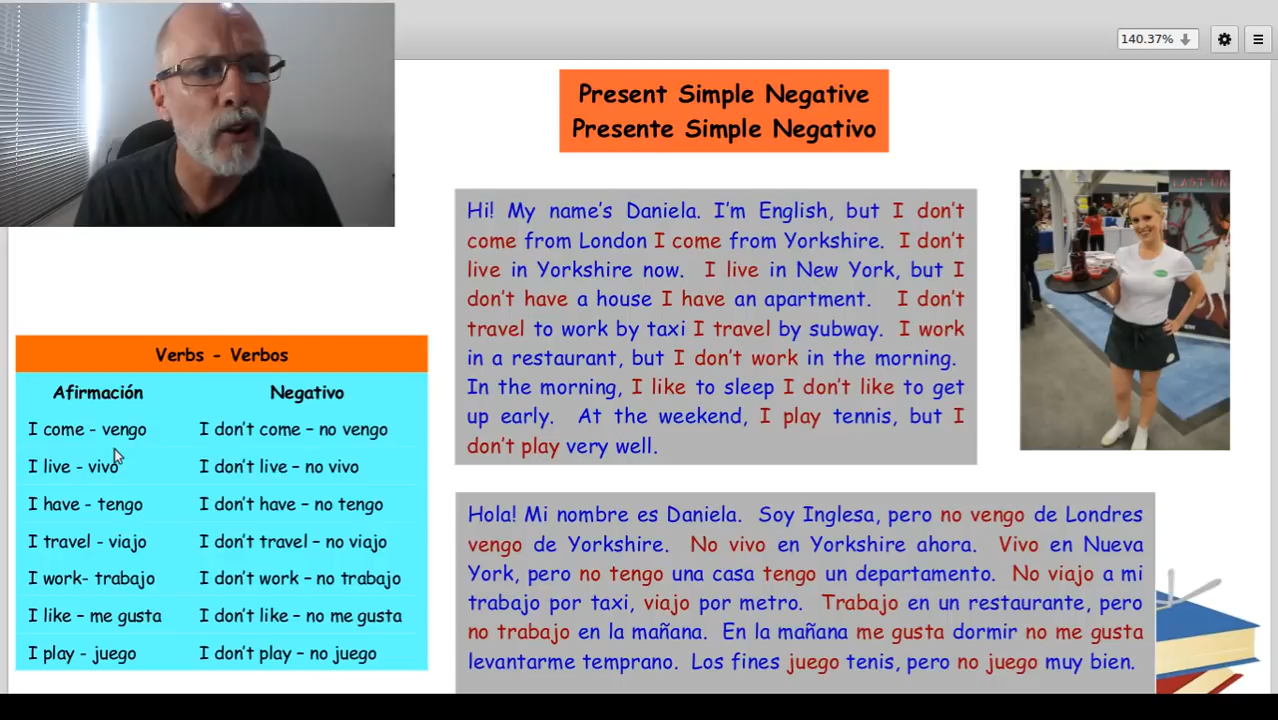 140.37%
Present Simple Negative
Presente Simple Negativo
Hi! My name's Daniela. I'm English, but I don't
come from London I come from Yorkshire. I don't
live in Yorkshire now. I live in New York, but I
don't have a house I have an apartment. I don't
travel to work by taxi I travel by subway. I work
in a restaurant, but I don't work in the morning.
In the morning, I like to sleep I don't like to get
up early. At the weekend, I play tennis, but I
don't play very well.
Verbs - Verbos
Afirmación Negativo
I come - vengo I don't come – no vengo
I live - vivo I don't live – no vivo
I have - tengo I don't have – no tengo
I travel - viajo I don't travel – no viajo
I work- trabajo I don't work – no trabajo
I like – me gusta I don't like – no me gusta
I play - juego I don't play – no juego
Hola! Mi nombre es Daniela. Soy Inglesa, pero no vengo de Londres
vengo de Yorkshire. No vivo en Yorkshire ahora. Vivo en Nueva
York, pero no tengo una casa tengo un departamento. No viajo a mi
trabajo por taxi, viajo por metro. Trabajo en un restaurante, pero
no trabajo en la mañana. En la mañana me gusta dormir no me gusta
levantarme temprano. Los fines juego tenis, pero no juego muy bien.